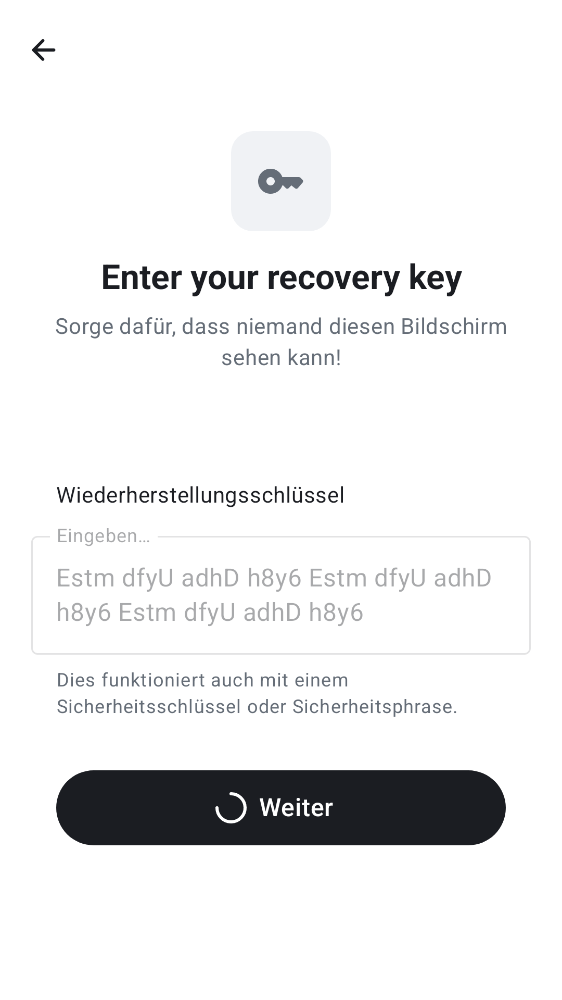 Enter your recovery key
Sorge dafür, dass niemand diesen Bildschirm
sehen kann!
Wiederherstellungsschlüssel
Eingeben…
Estm dfyU adhD h8y6 Estm dfyU adhD
h8y6 Estm dfyU adhD h8y6
Dies funktioniert auch mit einem
Sicherheitsschlüssel oder Sicherheitsphrase.
Weiter